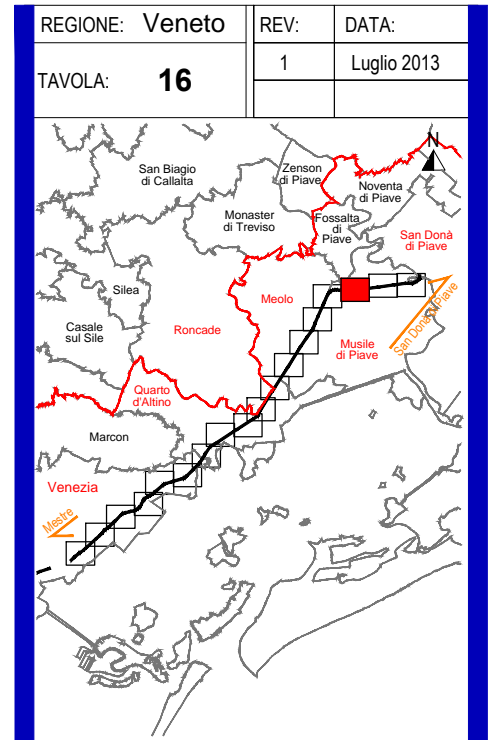 REGIONE: Veneto
REV:
DATA:
TAVOLA: 16
1
Luglio 2013
N
San Biagio
di Callalta
Zenson
di Piave
Noventa
di Piave
Monaster
di Treviso
Fossalta
di
Piave
San Donà
di Piave
Silea
Meolo
Casale
sul Sile
Roncade
Musile
di Piave
San Donà di Piave
Quarto
d'Altino
Marcon
Venezia
Mestre